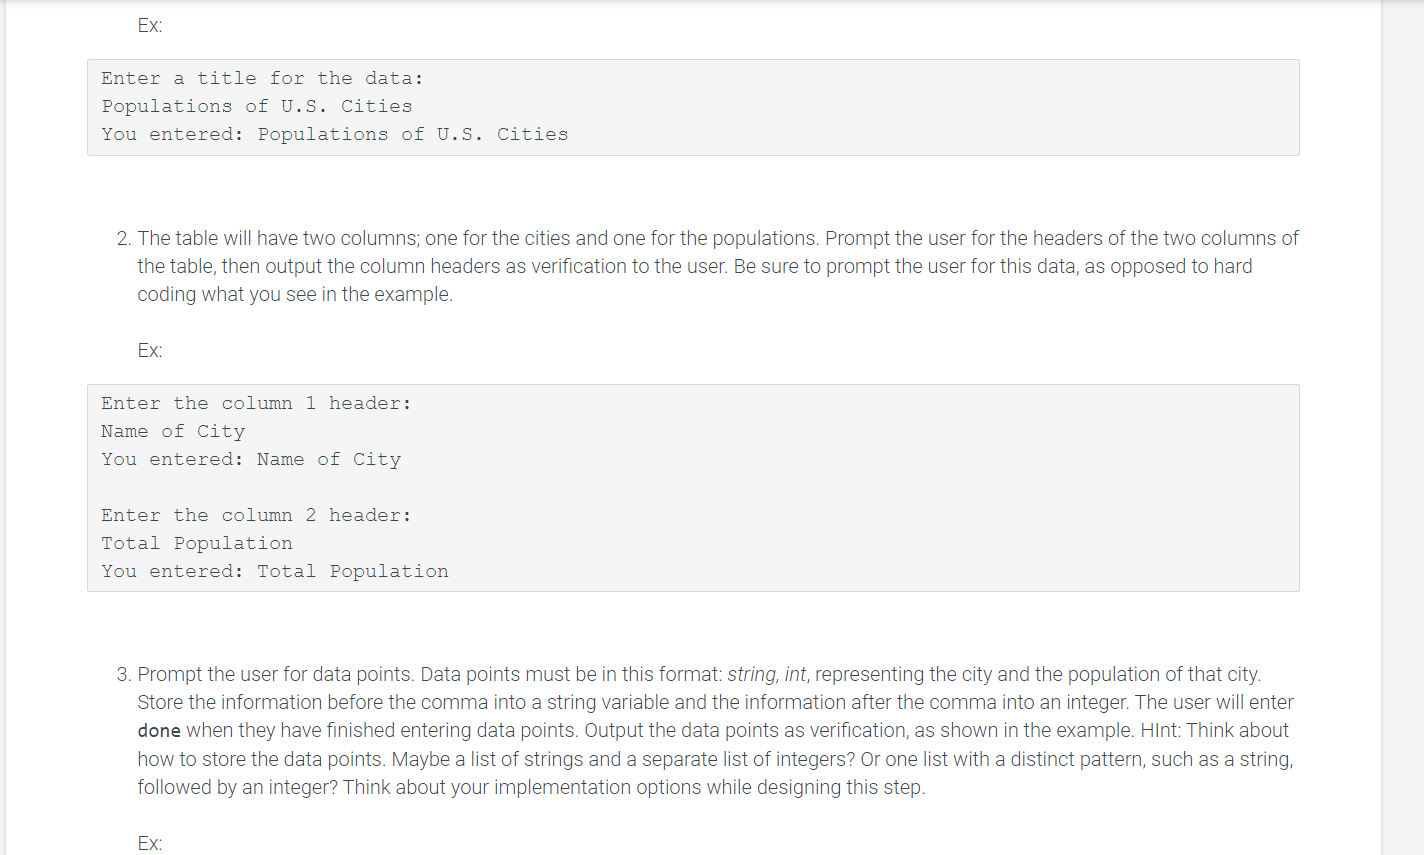 Ex:
Enter a title for the data:
Populations of U.S. Cities
You entered: Populations of U.S. Cities
2. The table will have two columns; one for the cities and one for the populations. Prompt the user for the headers of the two columns of
the table, then output the column headers as verification to the user. Be sure to prompt the user for this data, as opposed to hard
coding what you see in the example.
Ex:
Enter the column 1 header:
Name of City
You entered: Name of City
Enter the column 2 header:
Total Population
You entered: Total Population
3. Prompt the user for data points. Data points must be in this format: string, int, representing the city and the population of that city.
Store the information before the comma into a string variable and the information after the comma into an integer. The user will enter
done when they have finished entering data points. Output the data points as verification, as shown in the example. HInt: Think about
how to store the data points. Maybe a list of strings and a separate list of integers? Or one list with a distinct pattern, such as a string,
followed by an integer? Think about your implementation options while designing this step.
Ex: